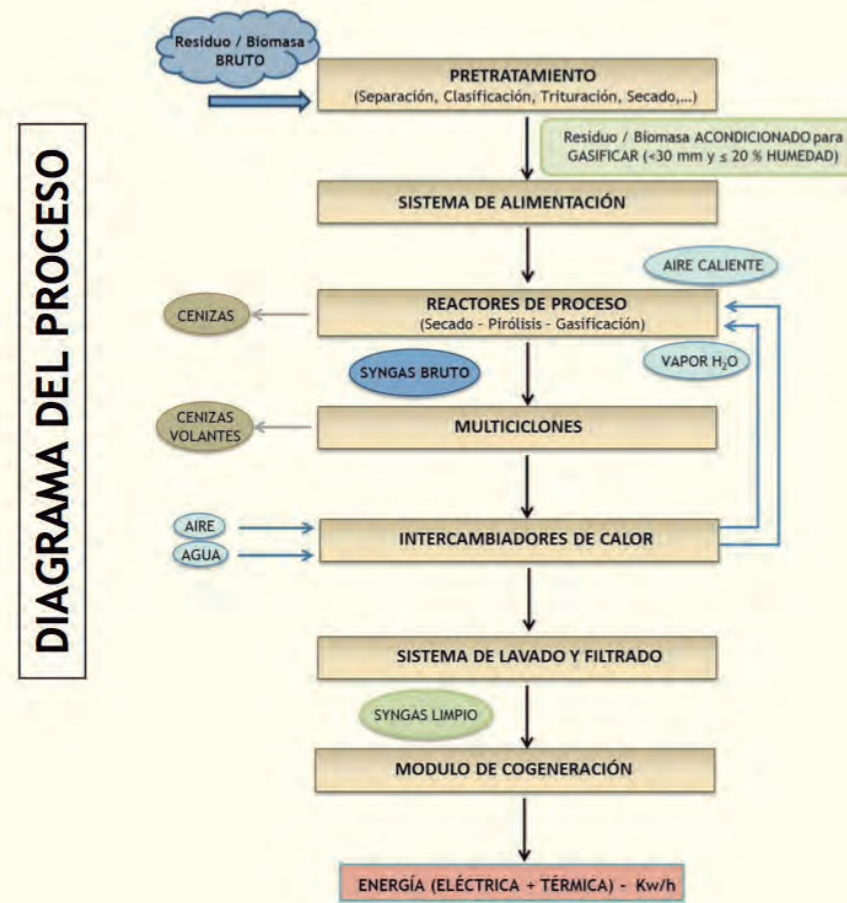 DIAGRAMA DEL PROCESO
Residuo / Biomasa
BRUTO
PRETRATAMIENTO
(Separación, Clasificación, Trituración, Secado,...)
Residuo / Biomasa ACONDICIONADO para
GASIFICAR (<30 mm y ≤ 20 % HUMEDAD)
SISTEMA DE ALIMENTACIÓN
AIRE CALIENTE
CENIZAS
REACTORES DE PROCESO
(Secado - Pirólisis - Gasificación)
SYNGAS BRUTO
VAPOR H₂O
CENIZAS
VOLANTES
MULTICICLONES
AIRE
AGUA
INTERCAMBIADORES DE CALOR
SISTEMA DE LAVADO Y FILTRADO
SYNGAS LIMPIO
MODULO DE COGENERACIÓN
ENERGÍA (ELÉCTRICA + TÉRMICA) - Kw/h